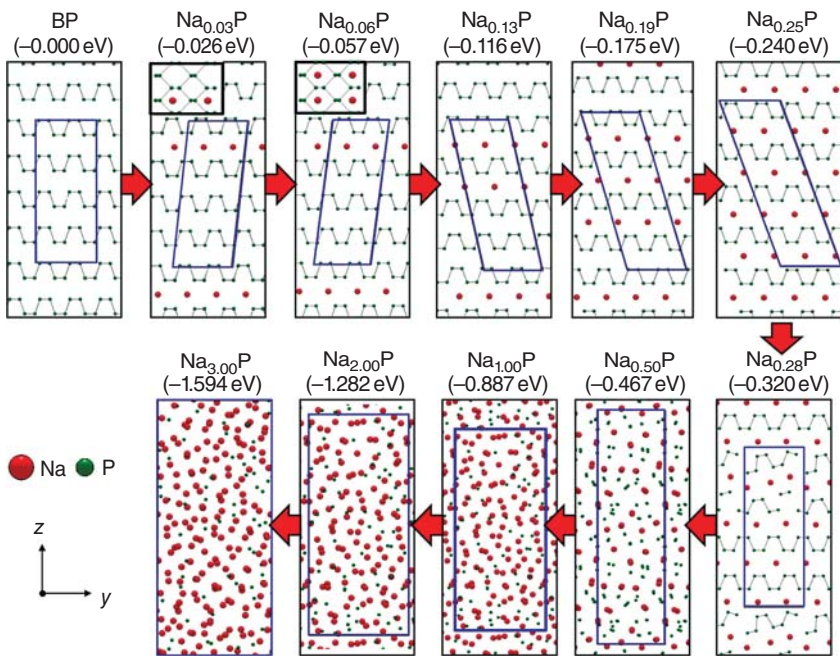 BP
(−0.000 eV)
Na0.03P
(−0.026 eV)
Na0.06P
(−0.057 eV)
Na0.13P
(−0.116 eV)
Na0.19P
(−0.175 eV)
Na0.25P
(−0.240 eV)
Na3.00P
(−1.594 eV)
Na2.00P
(−1.282 eV)
Na1.00P
(−0.887 eV)
Na0.50P
(−0.467 eV)
Na0.28P
(−0.320 eV)
Na P
z
y